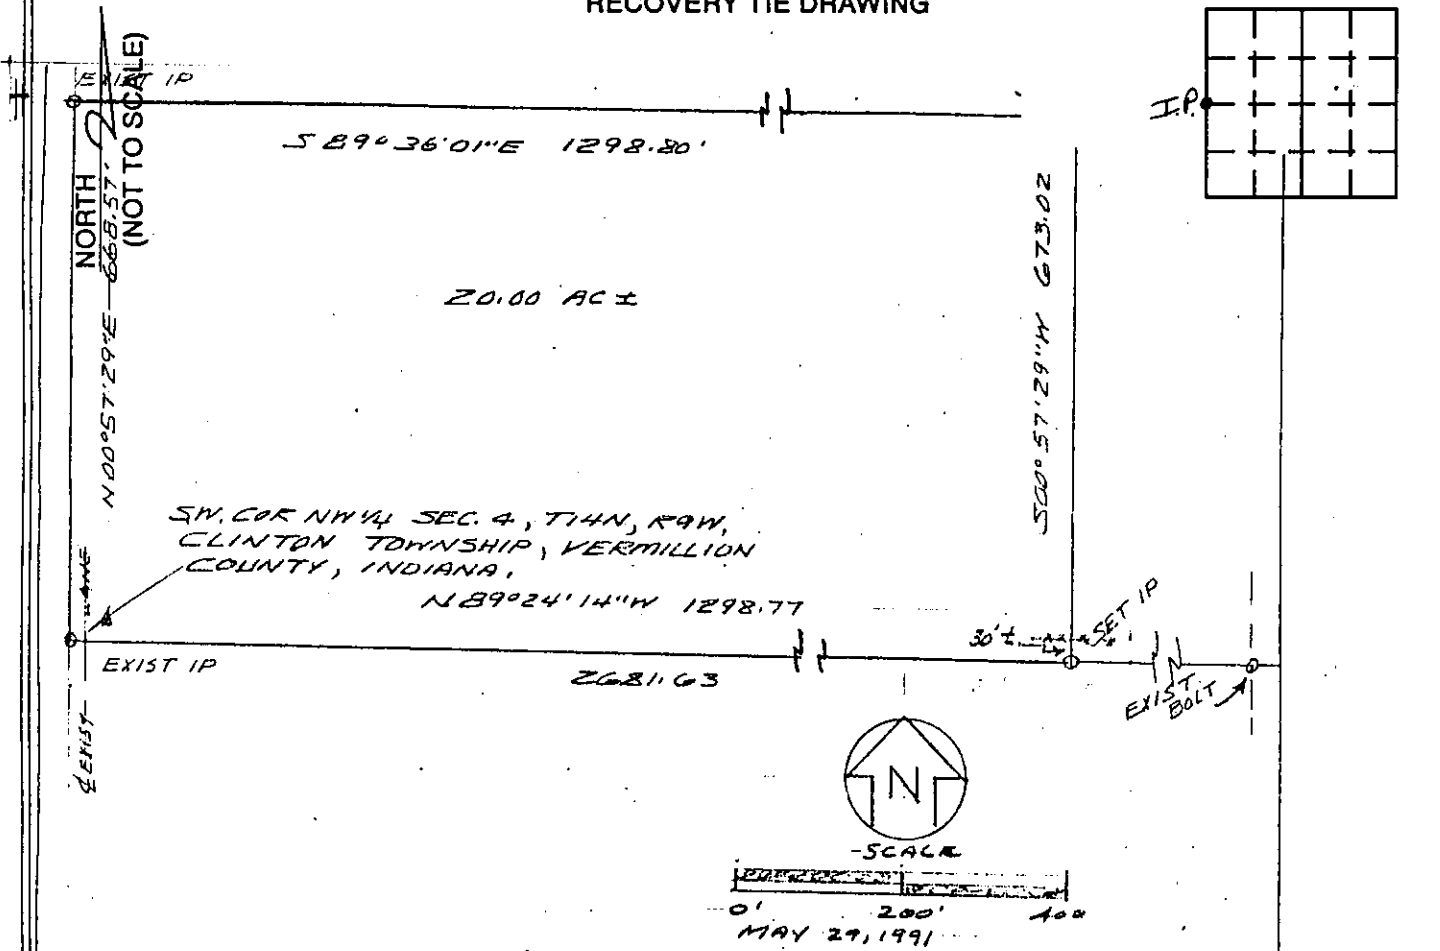 RECOVERY TIE DRAWING
EXIST IP
NORTH
(NOT TO SCALE)
I.P.
S 89° 36' 01" E 1298.80'
N 00° 57' 29" E 668.57'
S 00° 57' 29" W 673.02
20.00 AC ±
SW. COR NW 1/4 SEC. 4, T14N, R9W,
CLINTON TOWNSHIP, VERMILLION
COUNTY, INDIANA.
N 89° 24' 14" W 1298.77
30' ±
SET IP
EXIST IP
2681.63
EXIST.
BOLT
℄ EXIST LANE
N
SCALE
0' 200' 400
MAY 29, 1991